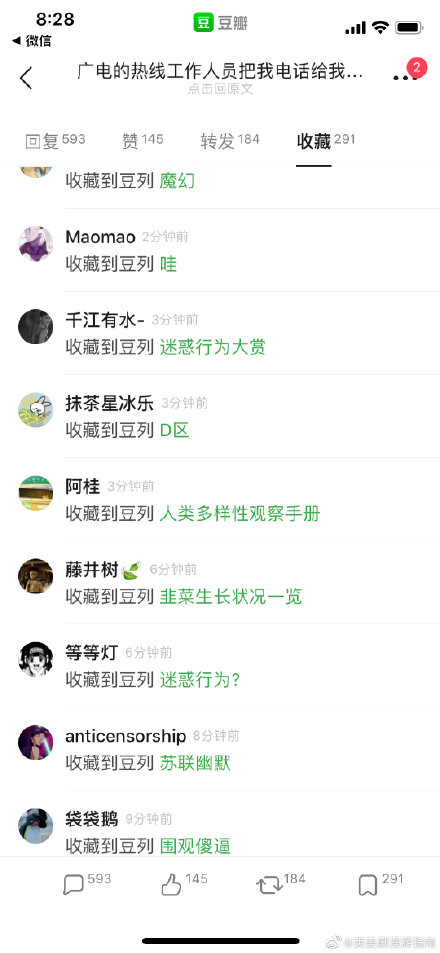 8:28
豆 豆瓣
微信
广电的热线工作人员把我电话给我...
2
点击回原文
回复 593
赞 145
转发 184
收藏 291
收藏到豆列 魔幻
Maomao 2分钟前
收藏到豆列 哇
千江有水- 3分钟前
收藏到豆列 迷惑行为大赏
抹茶星冰乐 3分钟前
收藏到豆列 D区
阿桂 3分钟前
收藏到豆列 人类多样性观察手册
藤井树 6分钟前
收藏到豆列 韭菜生长状况一览
等等灯 6分钟前
收藏到豆列 迷惑行为?
anticensorship 8分钟前
收藏到豆列 苏联幽默
袋袋鹅 9分钟前
收藏到豆列 围观傻逼
593
145
184
291
@英美剧漫游指南